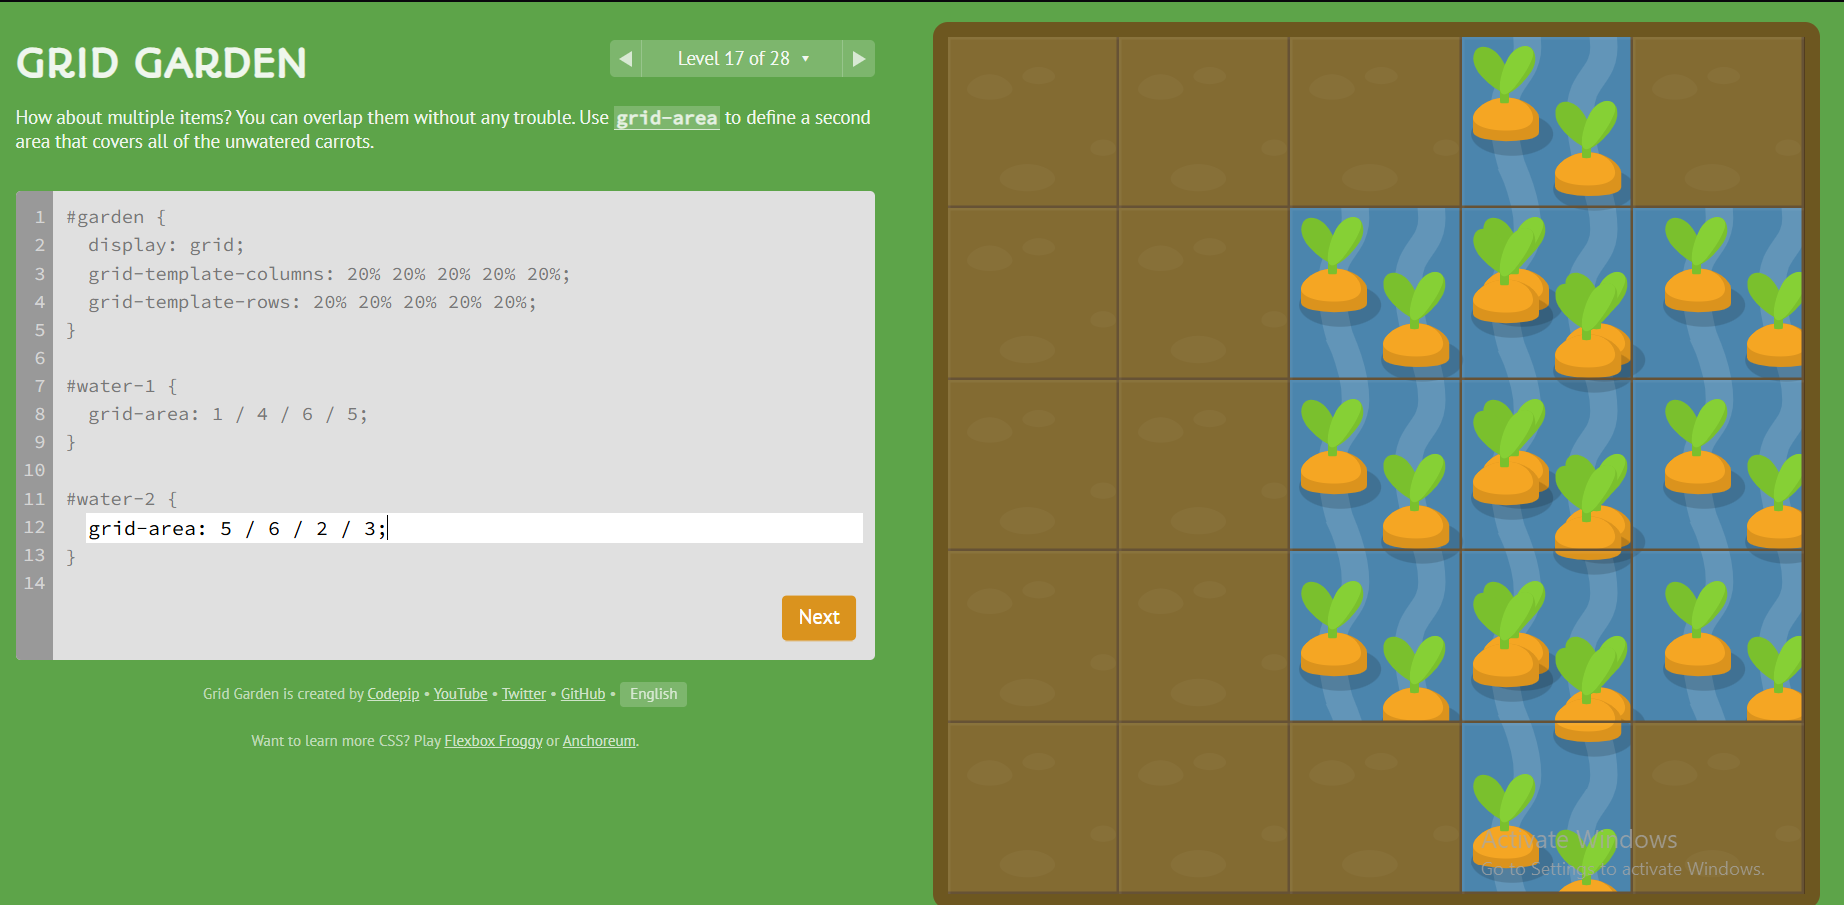 GRID GARDEN
◀ Level 17 of 28 ▾ ▶
How about multiple items? You can overlap them without any trouble. Use grid-area to define a second
area that covers all of the unwatered carrots.
1 #garden {
2 display: grid;
3 grid-template-columns: 20% 20% 20% 20% 20%;
4 grid-template-rows: 20% 20% 20% 20% 20%;
5 }
6
7 #water-1 {
8 grid-area: 1 / 4 / 6 / 5;
9 }
10
11 #water-2 {
12 grid-area: 5 / 6 / 2 / 3;
13 }
14
Next
Grid Garden is created by Codepip • YouTube • Twitter • GitHub • English
Want to learn more CSS? Play Flexbox Froggy or Anchoreum.
Activate Windows
Go to Settings to activate Windows.